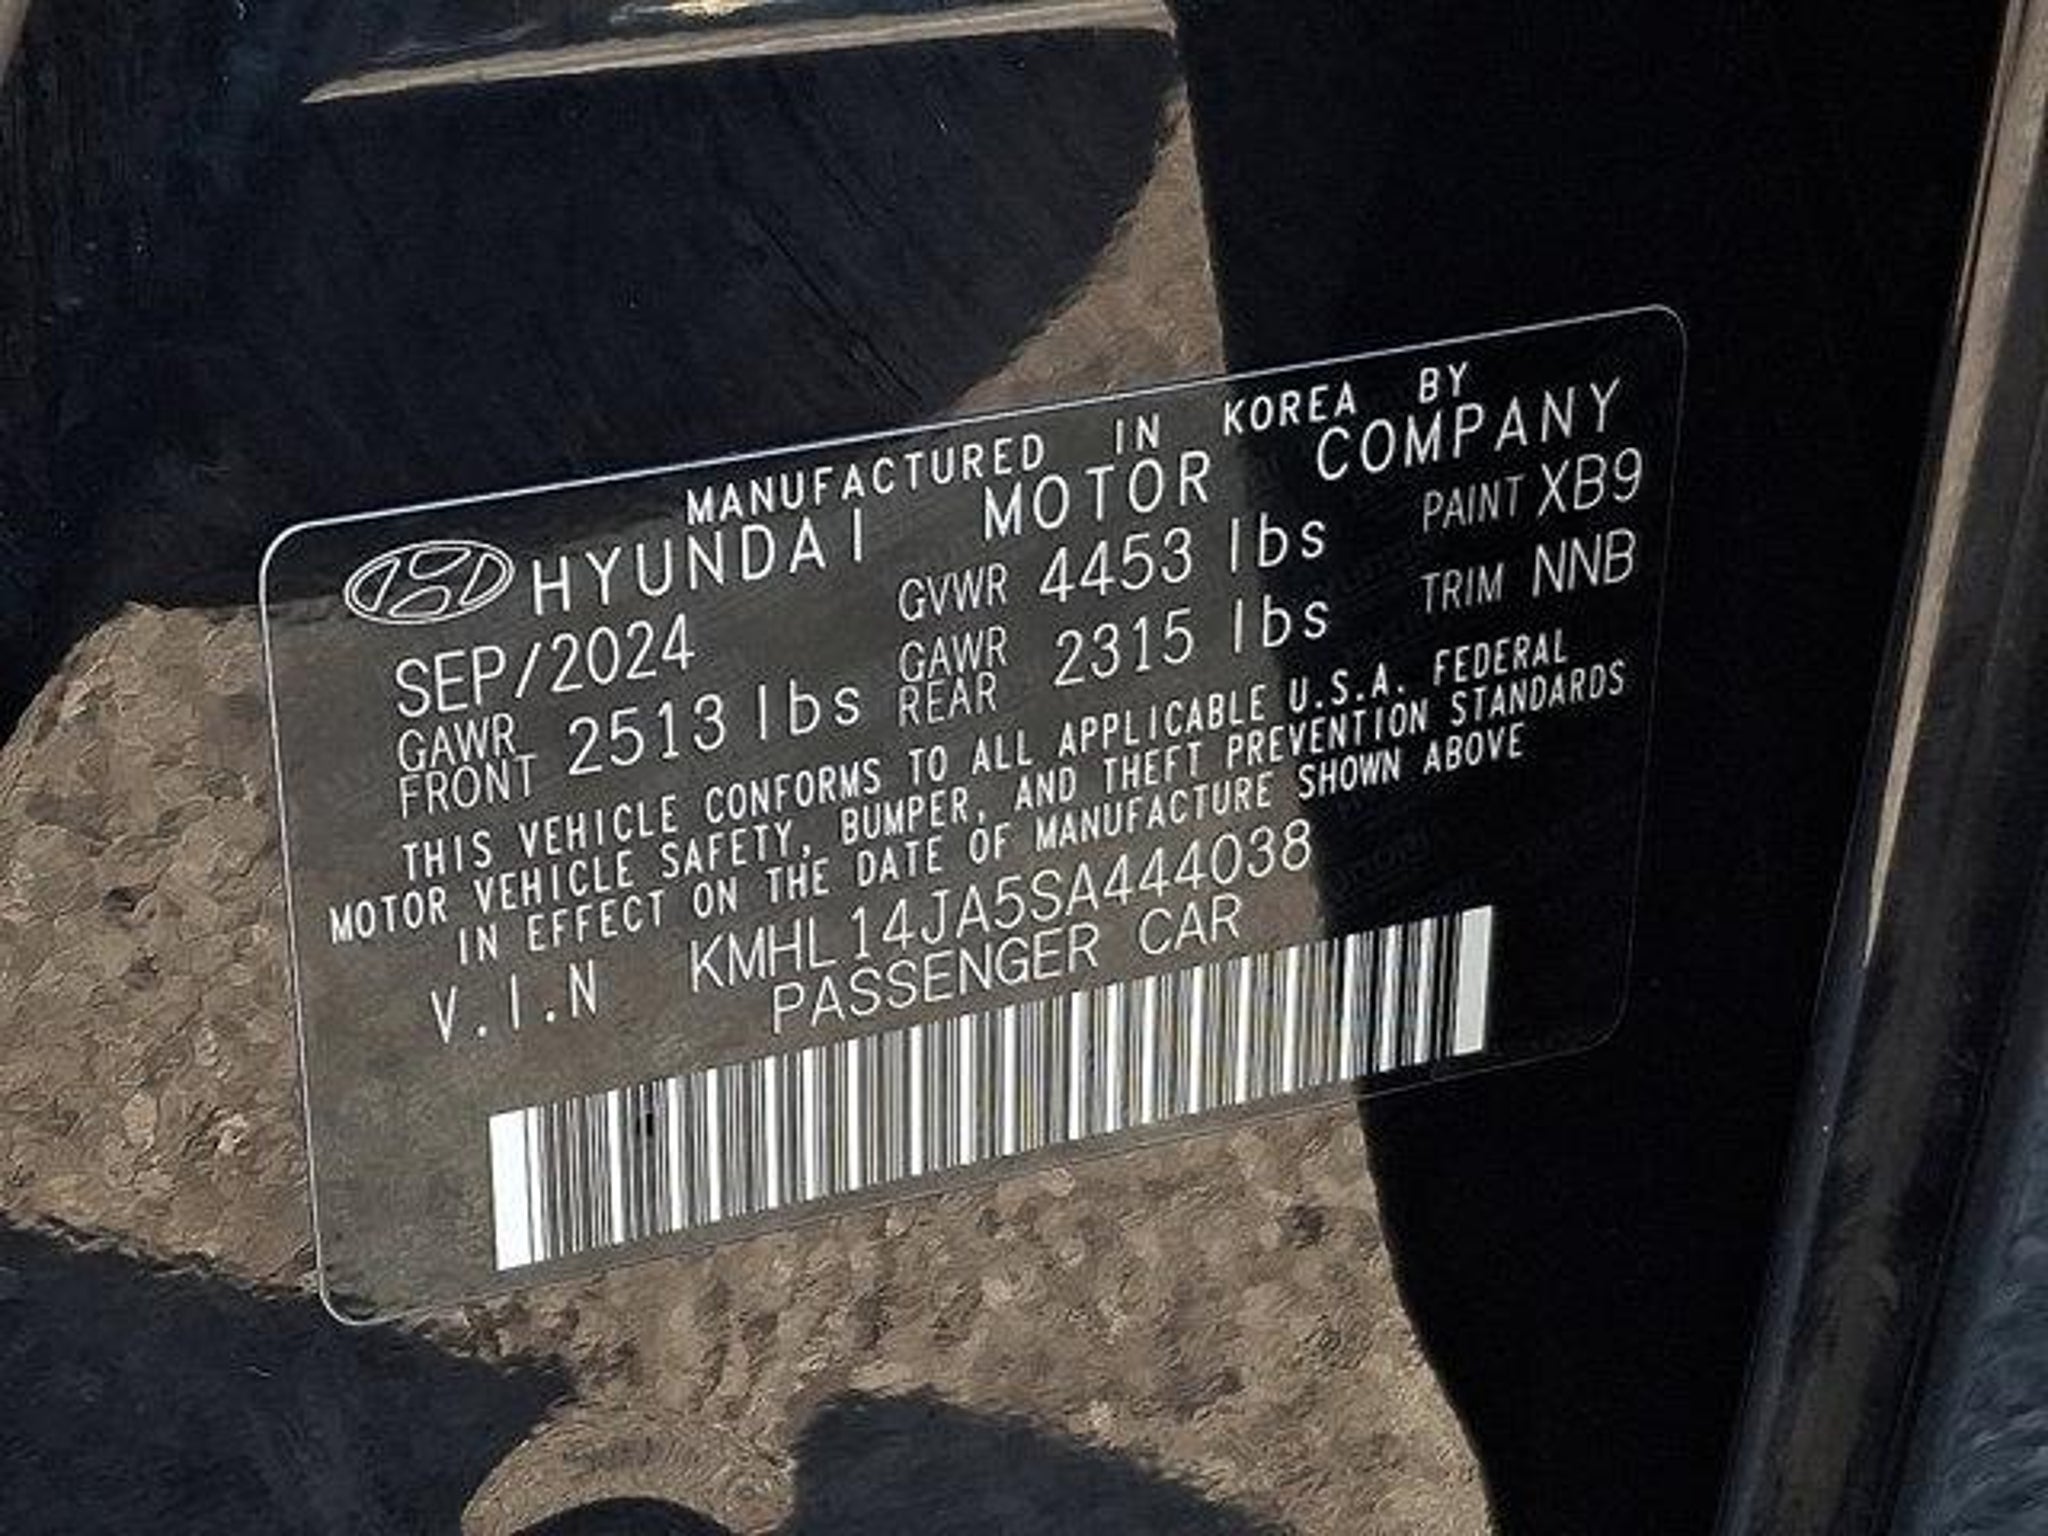 MANUFACTURED IN KOREA BY
HYUNDAI MOTOR COMPANY
SEP/2024 GVWR 4453 lbs PAINT XB9
GAWR FRONT 2513 lbs GAWR REAR 2315 lbs TRIM NNB
THIS VEHICLE CONFORMS TO ALL APPLICABLE U.S.A. FEDERAL
MOTOR VEHICLE SAFETY, BUMPER, AND THEFT PREVENTION STANDARDS
IN EFFECT ON THE DATE OF MANUFACTURE SHOWN ABOVE
V.I.N KMHL14JA5SA444038
PASSENGER CAR